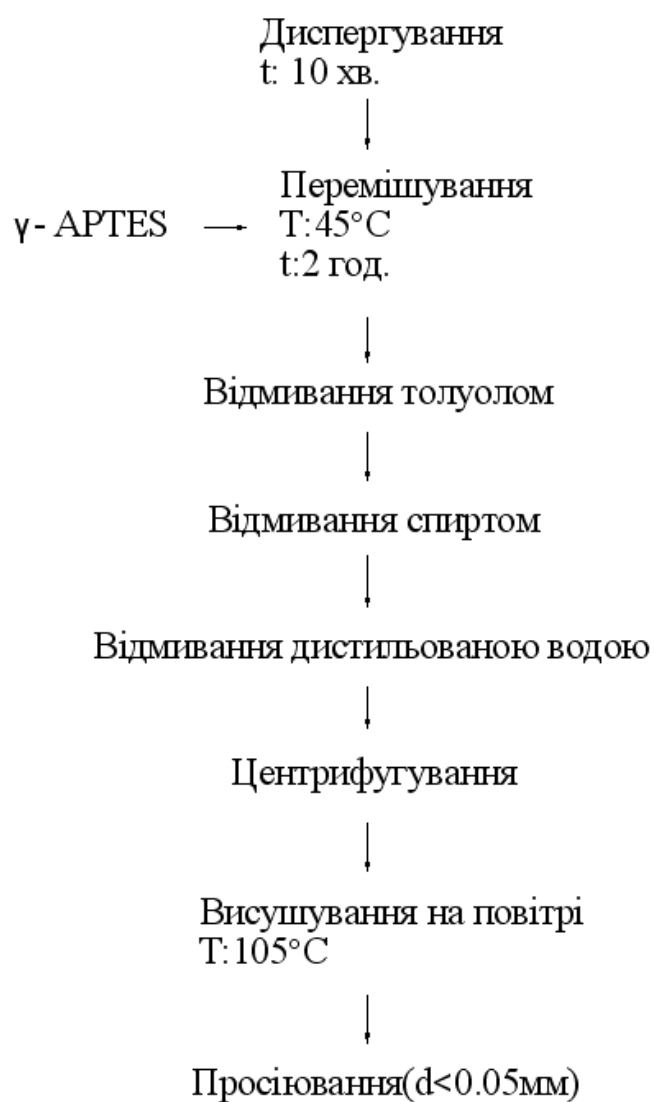 Диспергування
t: 10 хв.
Перемішування
γ- APTES
T:45°C
t:2 год.
Відмивання толуолом
Відмивання спиртом
Відмивання дистильованою водою
Центрифугування
Висушування на повітрі
T:105°C
Просіювання(d<0.05мм)